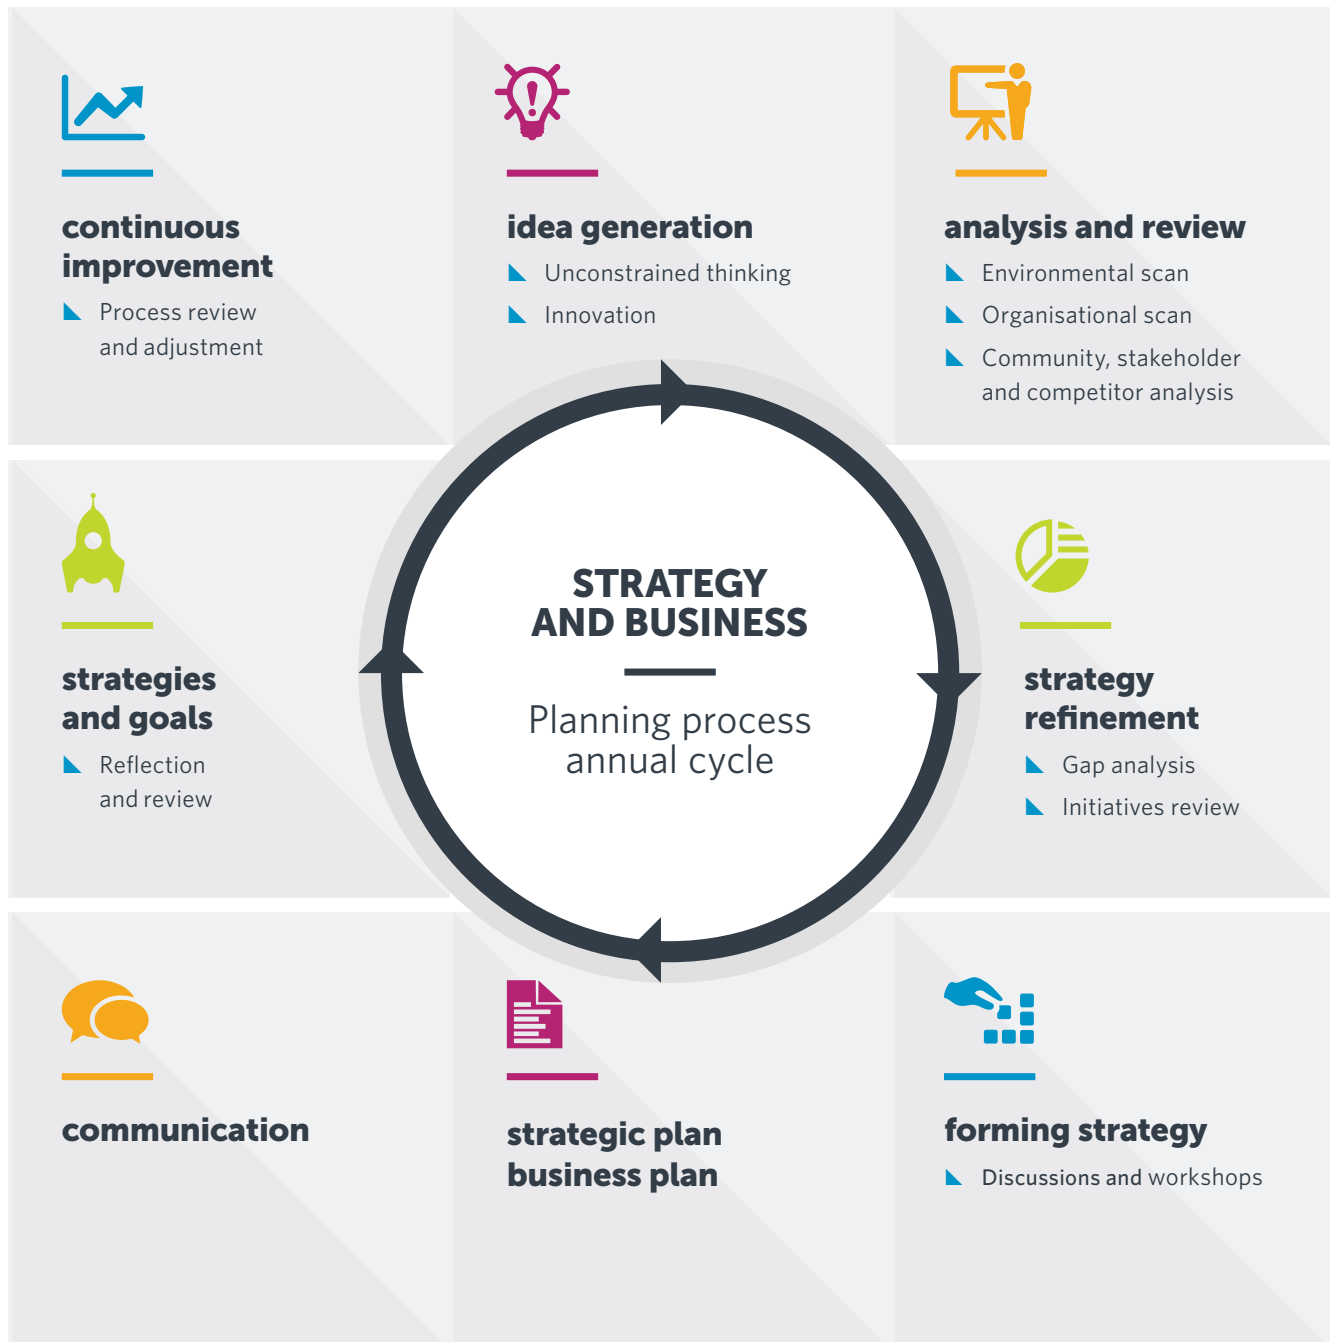 continuous
improvement
Process review
and adjustment
idea generation
Unconstrained thinking
Innovation
analysis and review
Environmental scan
Organisational scan
Community, stakeholder
and competitor analysis
strategies
and goals
Reflection
and review
STRATEGY
AND BUSINESS
Planning process
annual cycle
strategy
refinement
Gap analysis
Initiatives review
communication
strategic plan
business plan
forming strategy
Discussions and workshops